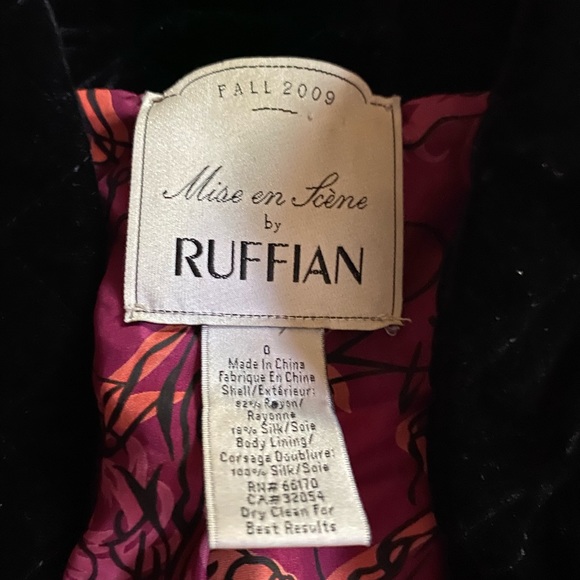 FALL 2009
Mise en Scène
by
RUFFIAN
0
Made In China
Fabrique En Chine
Shell/Extérieur:
82% Rayon/
Rayonne
18% Silk/Soie
Body Lining/
Corsage Doublure:
100% Silk/Soie
RN# 66170
CA# 32054
Dry Clean For
Best Results